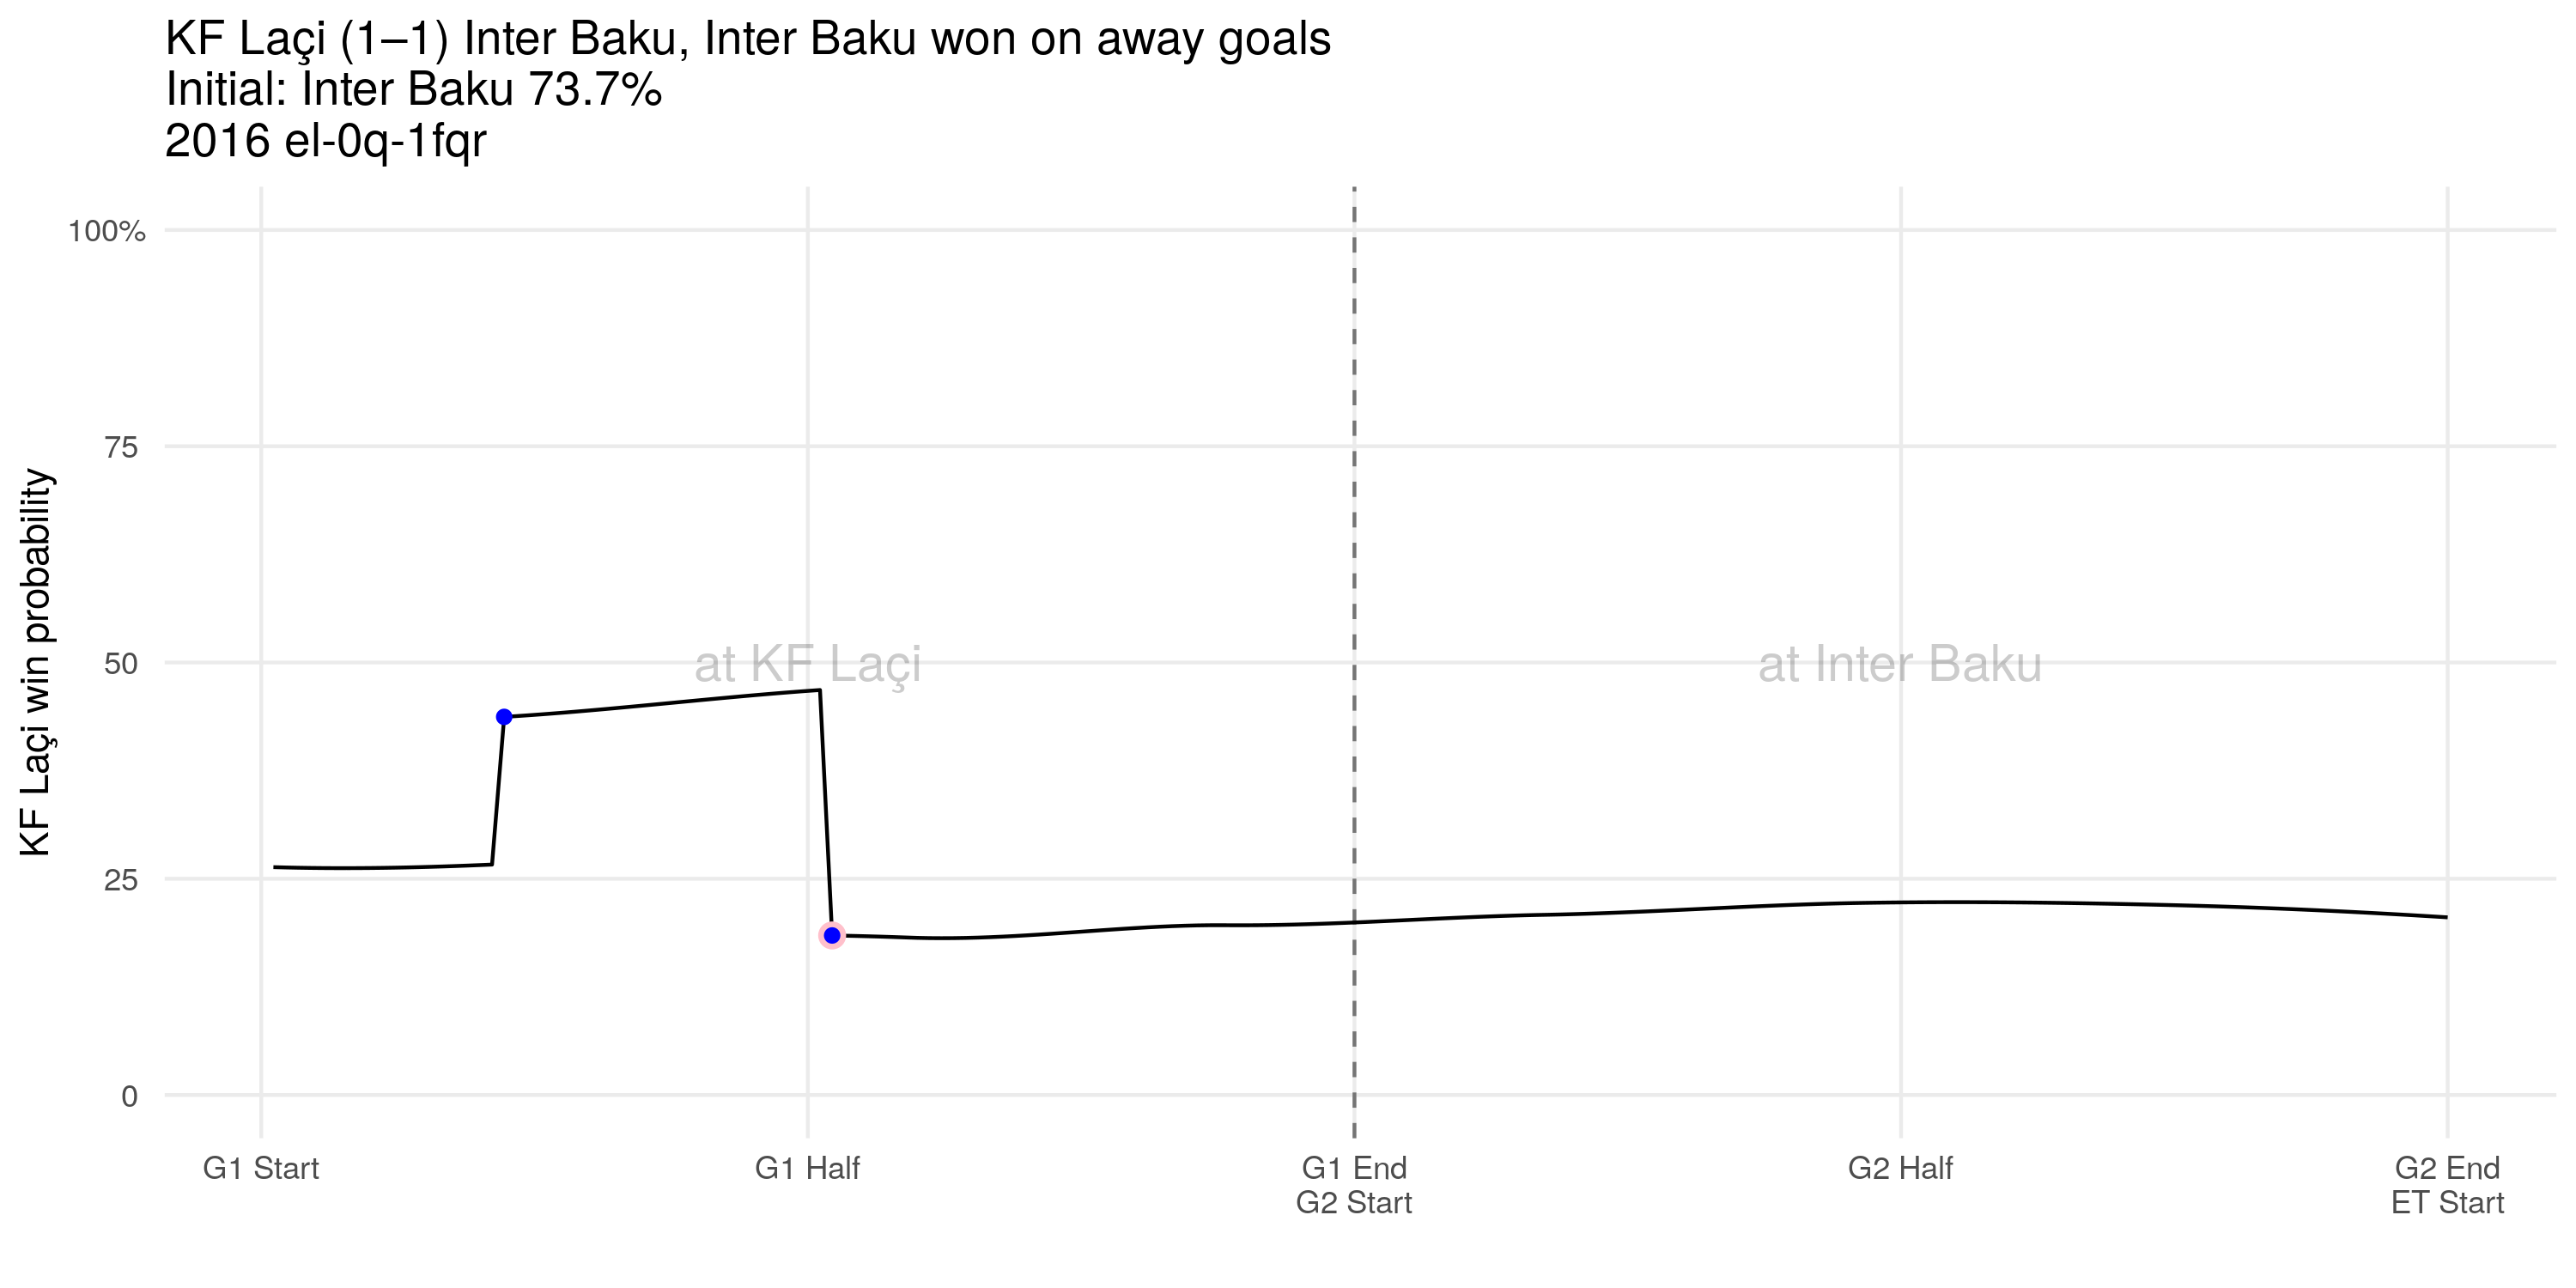 KF Laçi (1–1) Inter Baku, Inter Baku won on away goals
Initial: Inter Baku 73.7%
2016 el-0q-1fqr
KF Laçi win probability
100%
75
50
25
0
at KF Laçi
at Inter Baku
G1 Start
G1 Half
G1 End
G2 Start
G2 Half
G2 End
ET Start